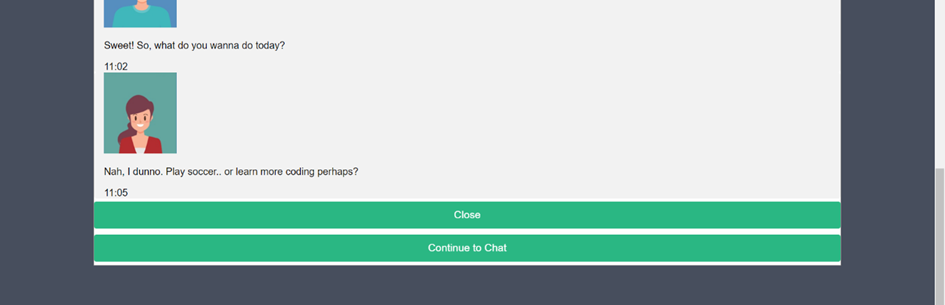 Sweet! So, what do you wanna do today?
11:02
Nah, I dunno. Play soccer.. or learn more coding perhaps?
11:05
Close
Continue to Chat